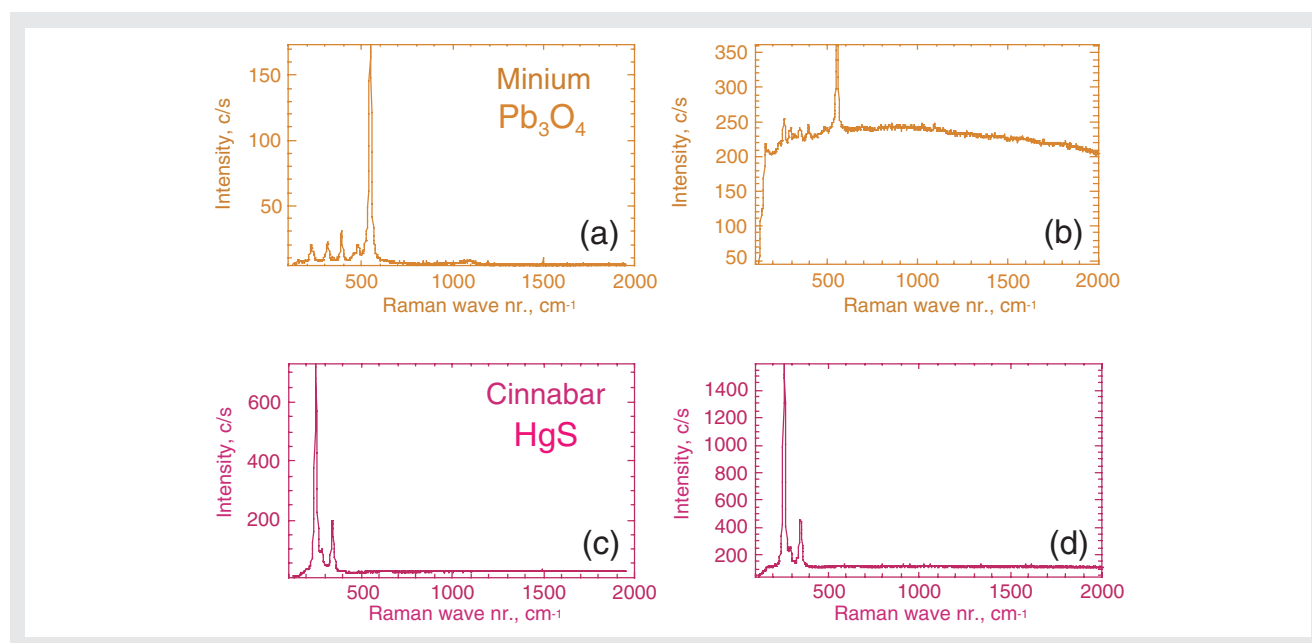 Minium
Pb₃O₄
Intensity, c/s
150
100
50
(a)
500 1000 1500 2000
Raman wave nr., cm-1
Intensity, c/s
350
300
250
200
150
100
50
(b)
500 1000 1500 2000
Raman wave nr., cm-1
Cinnabar
HgS
Intensity, c/s
600
400
200
(c)
500 1000 1500 2000
Raman wave nr., cm-1
Intensity, c/s
1400
1200
1000
800
600
400
200
(d)
500 1000 1500 2000
Raman wave nr., cm-1